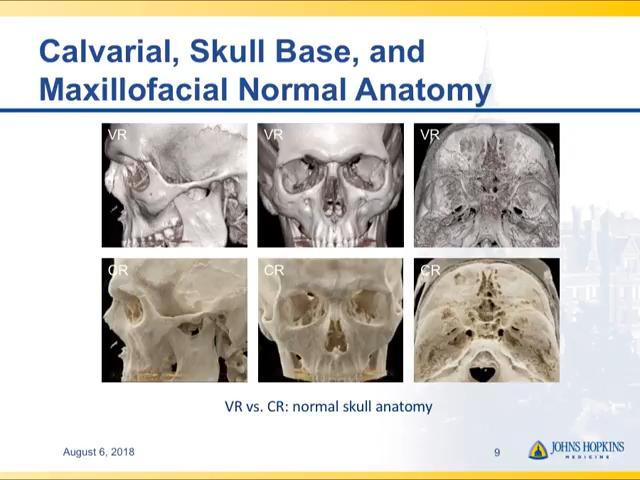 Calvarial, Skull Base, and
Maxillofacial Normal Anatomy
VR
VR
VR
CR
CR
CR
VR vs. CR: normal skull anatomy
August 6, 2018
9
JOHNS HOPKINS
MEDICINE